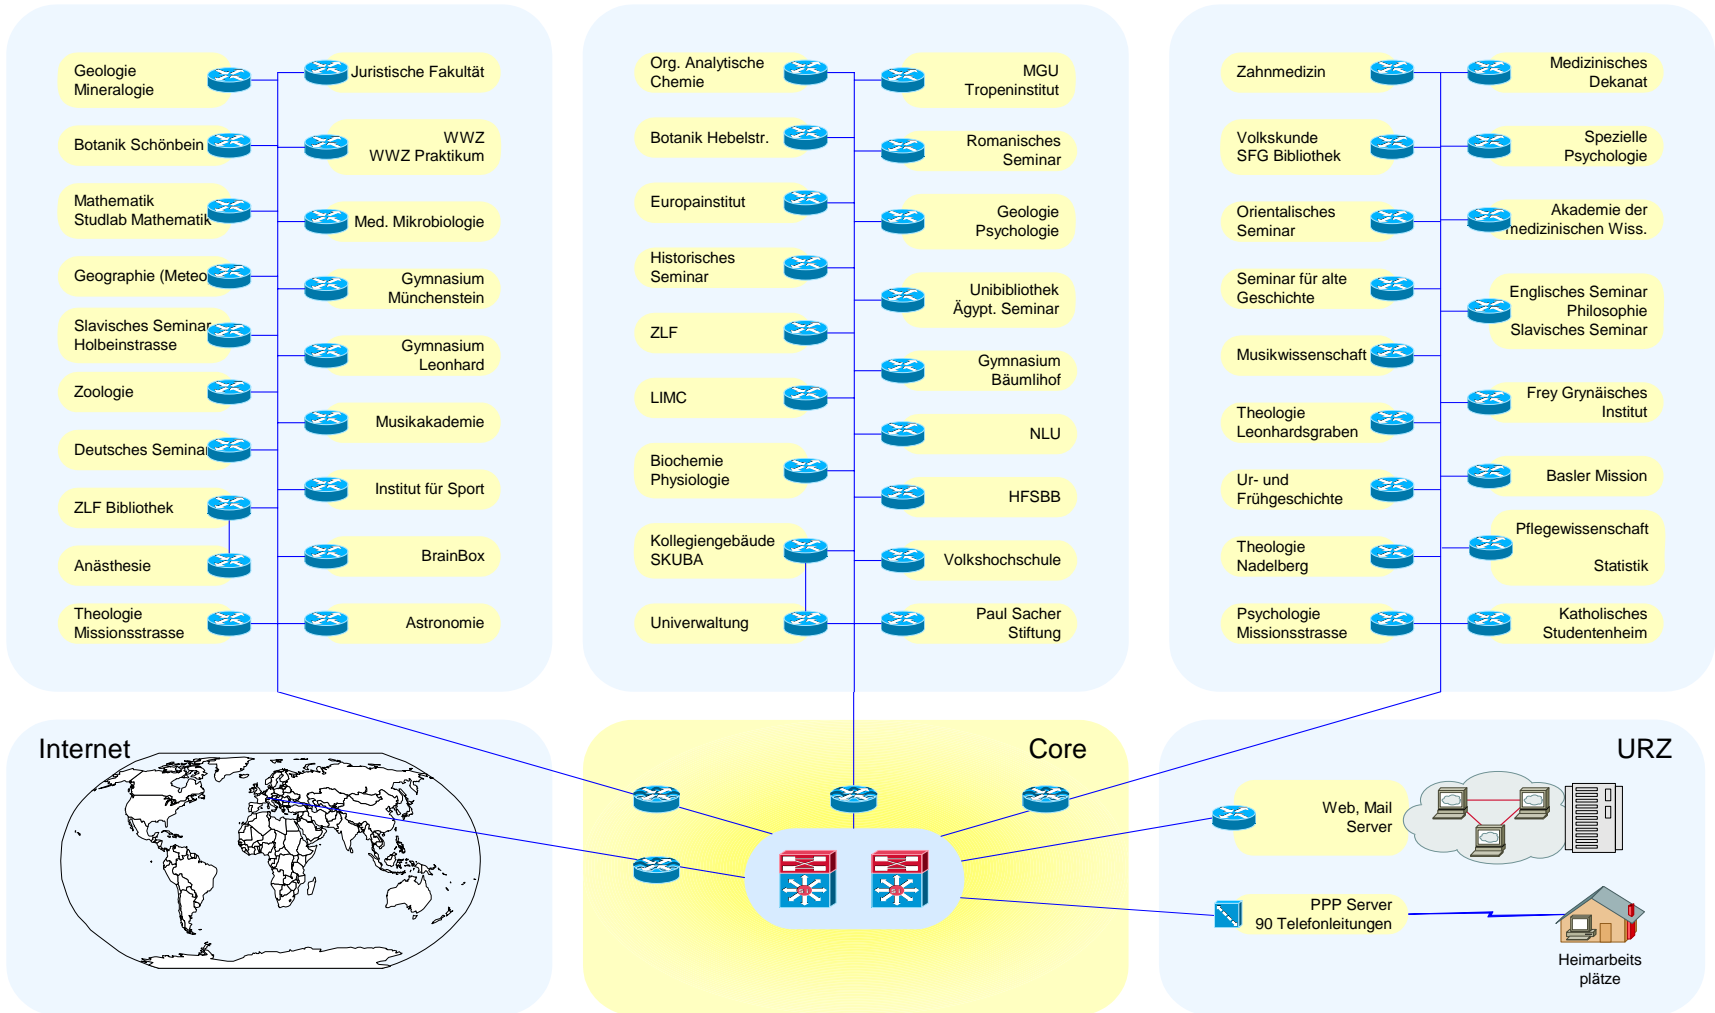 Geologie
Mineralogie
Botanik Schönbein
Mathematik
Studlab Mathematik
Geographie (Meteo
Slavisches Seminar
Holbeinstrasse
Zoologie
Deutsches Seminar
ZLF Bibliothek
Anästhesie
Theologie
Missionsstrasse
Juristische Fakultät
WWZ
WWZ Praktikum
Med. Mikrobiologie
Gymnasium
Münchenstein
Gymnasium
Leonhard
Musikakademie
Institut für Sport
BrainBox
Astronomie
Org. Analytische
Chemie
Botanik Hebelstr.
Europainstitut
Historisches
Seminar
ZLF
LIMC
Biochemie
Physiologie
Kollegiengebäude
SKUBA
Univerwaltung
MGU
Tropeninstitut
Romanisches
Seminar
Geologie
Psychologie
Unibibliothek
Ägypt. Seminar
Gymnasium
Bäumlihof
NLU
HFSBB
Volkshochschule
Paul Sacher
Stiftung
Zahnmedizin
Volkskunde
SFG Bibliothek
Orientalisches
Seminar
Seminar für alte
Geschichte
Musikwissenschaft
Theologie
Leonhardsgraben
Ur- und
Frühgeschichte
Theologie
Nadelberg
Psychologie
Missionsstrasse
Medizinisches
Dekanat
Spezielle
Psychologie
Akademie der
medizinischen Wiss.
Englisches Seminar
Philosophie
Slavisches Seminar
Frey Grynäisches
Institut
Basler Mission
Pflegewissenschaft
Statistik
Katholisches
Studentenheim
Internet
Core
URZ
Web, Mail
Server
PPP Server
90 Telefonleitungen
Heimarbeits
plätze